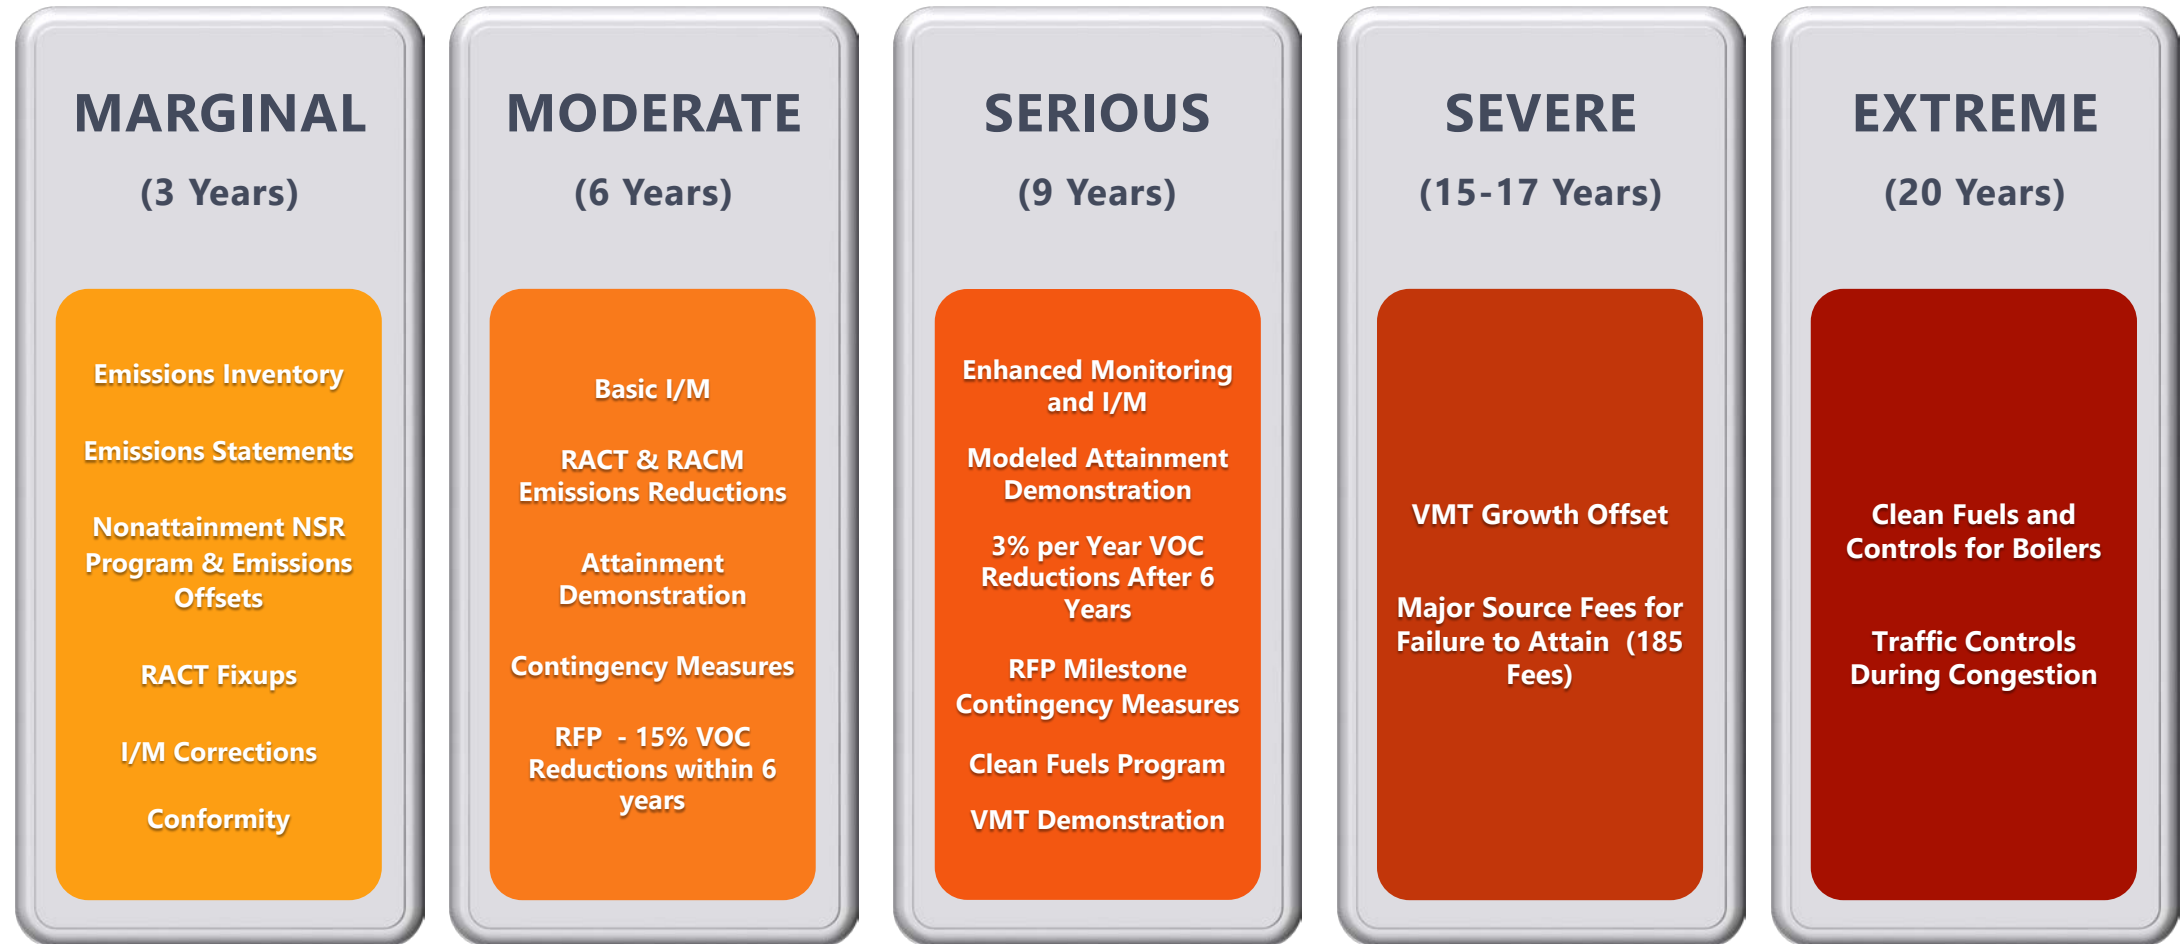 MARGINAL
(3 Years)
Emissions Inventory
Emissions Statements
Nonattainment NSR
Program & Emissions
Offsets
RACT Fixups
I/M Corrections
Conformity
MODERATE
(6 Years)
Basic I/M
RACT & RACM
Emissions Reductions
Attainment
Demonstration
Contingency Measures
RFP - 15% VOC
Reductions within 6
years
SERIOUS
(9 Years)
Enhanced Monitoring
and I/M
Modeled Attainment
Demonstration
3% per Year VOC
Reductions After 6
Years
RFP Milestone
Contingency Measures
Clean Fuels Program
VMT Demonstration
SEVERE
(15-17 Years)
VMT Growth Offset
Major Source Fees for
Failure to Attain (185
Fees)
EXTREME
(20 Years)
Clean Fuels and
Controls for Boilers
Traffic Controls
During Congestion